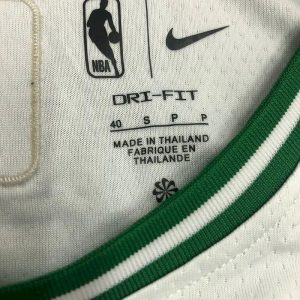 NBA
DRI-FIT
40 S P P
MADE IN THAILAND
FABRIQUE EN
THAILANDE